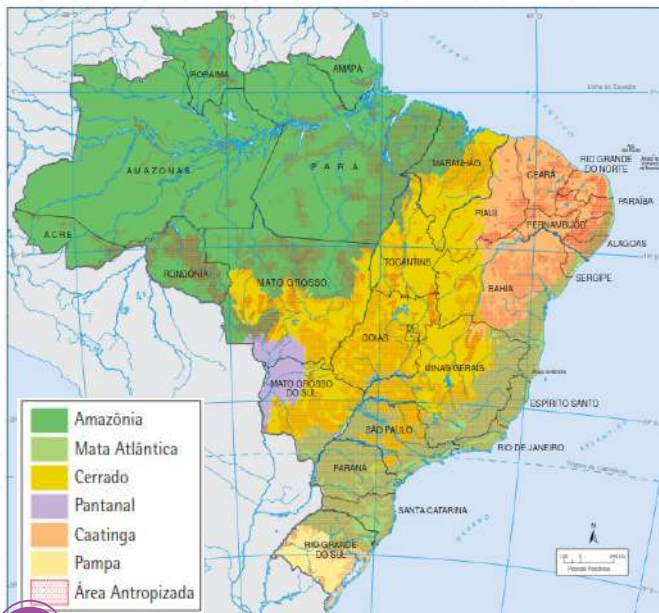 RORAIMA
AMAPÁ
AMAZONAS
PARÁ
MARANHÃO
CEARÁ
RIO GRANDE
DO NORTE
PARAÍBA
PIAUÍ
PERNAMBUCO
ALAGOAS
SERGIPE
ACRE
RONDÔNIA
TOCANTINS
MATO GROSSO
BAHIA
GOIÁS
DF
MINAS GERAIS
MATO GROSSO
DO SUL
ESPÍRITO SANTO
SÃO PAULO
RIO DE JANEIRO
PARANÁ
SANTA CATARINA
RIO GRANDE
DO SUL
N
Amazônia
Mata Atlântica
Cerrado
Pantanal
Caatinga
Pampa
Área Antropizada